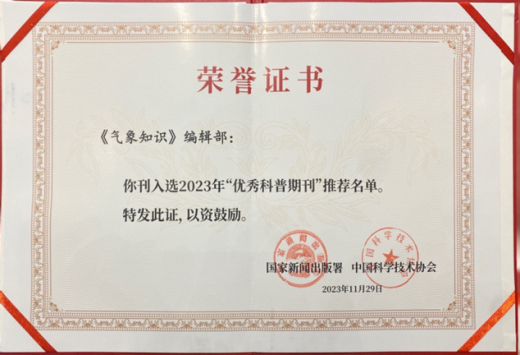 荣誉证书
《气象知识》编辑部：
你刊入选2023年“优秀科普期刊”推荐名单。
特发此证，以资鼓励。
国家新闻出版署 中国科学技术协会
2023年11月29日